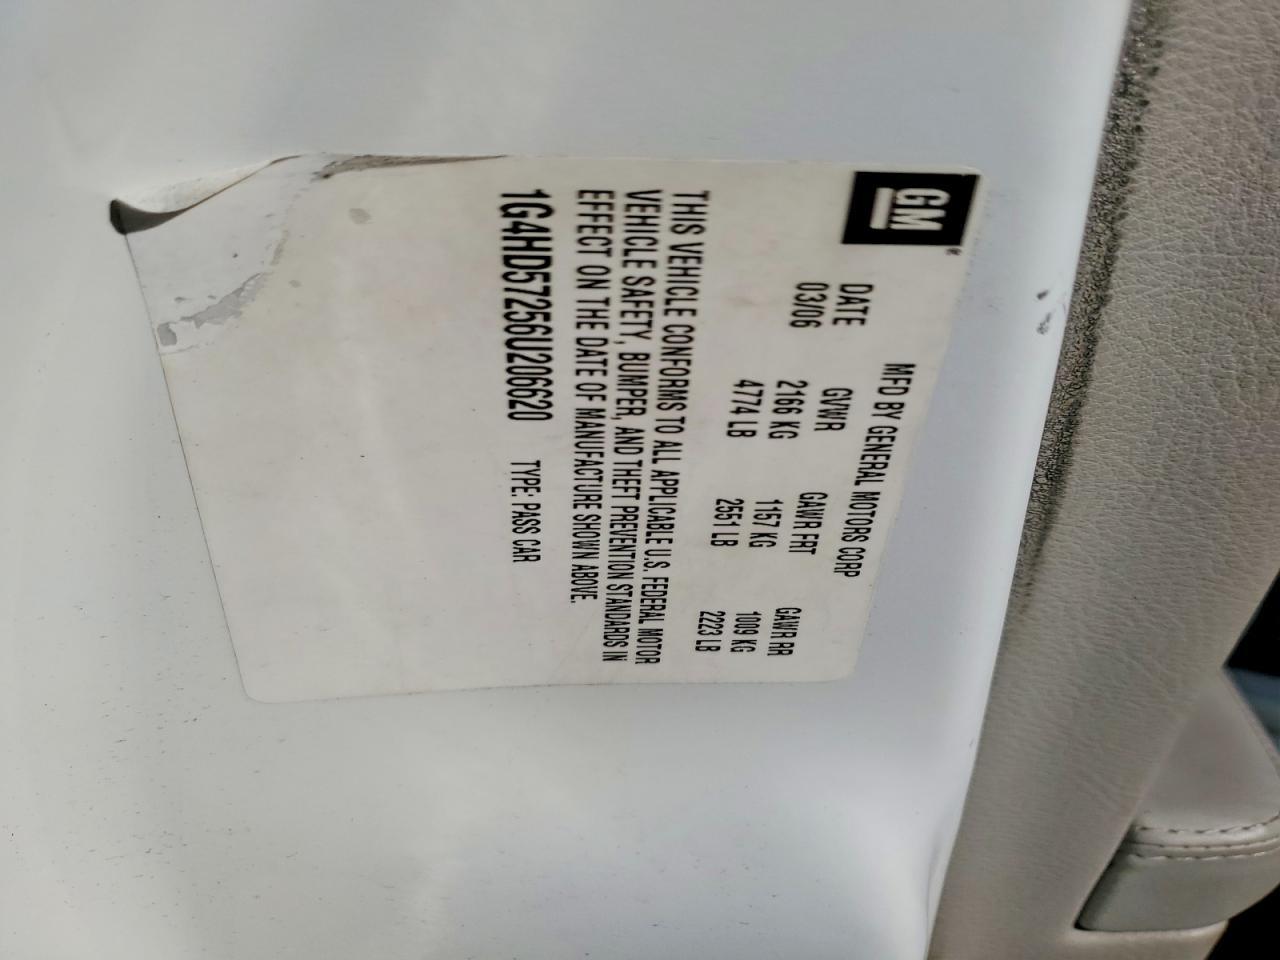 GM
MFD BY GENERAL MOTORS CORP
DATE GVWR GAWR FRT GAWR RR
03/06 2166 KG 1157 KG 1009 KG
4774 LB 2551 LB 2223 LB
THIS VEHICLE CONFORMS TO ALL APPLICABLE U.S. FEDERAL MOTOR
VEHICLE SAFETY, BUMPER, AND THEFT PREVENTION STANDARDS IN
EFFECT ON THE DATE OF MANUFACTURE SHOWN ABOVE.
1G4HD57256U206620 TYPE: PASS CAR